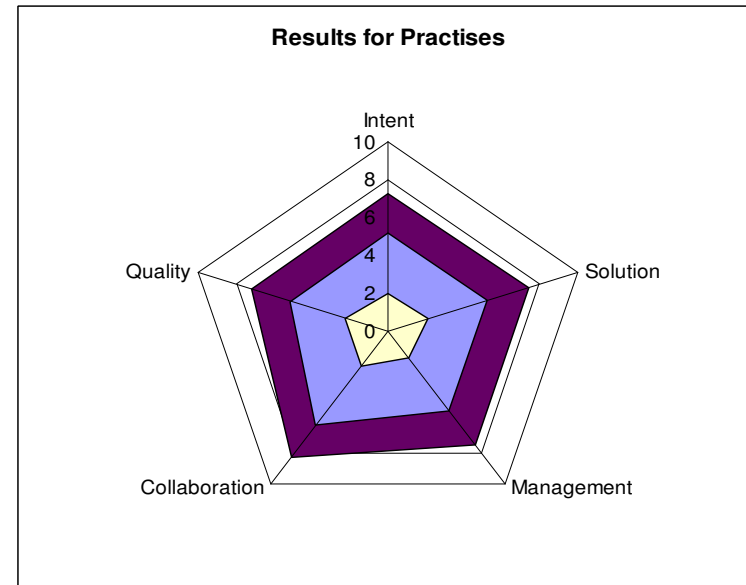 Results for Practises
Intent
10
8
6
4
2
0
Quality
Solution
Collaboration
Management